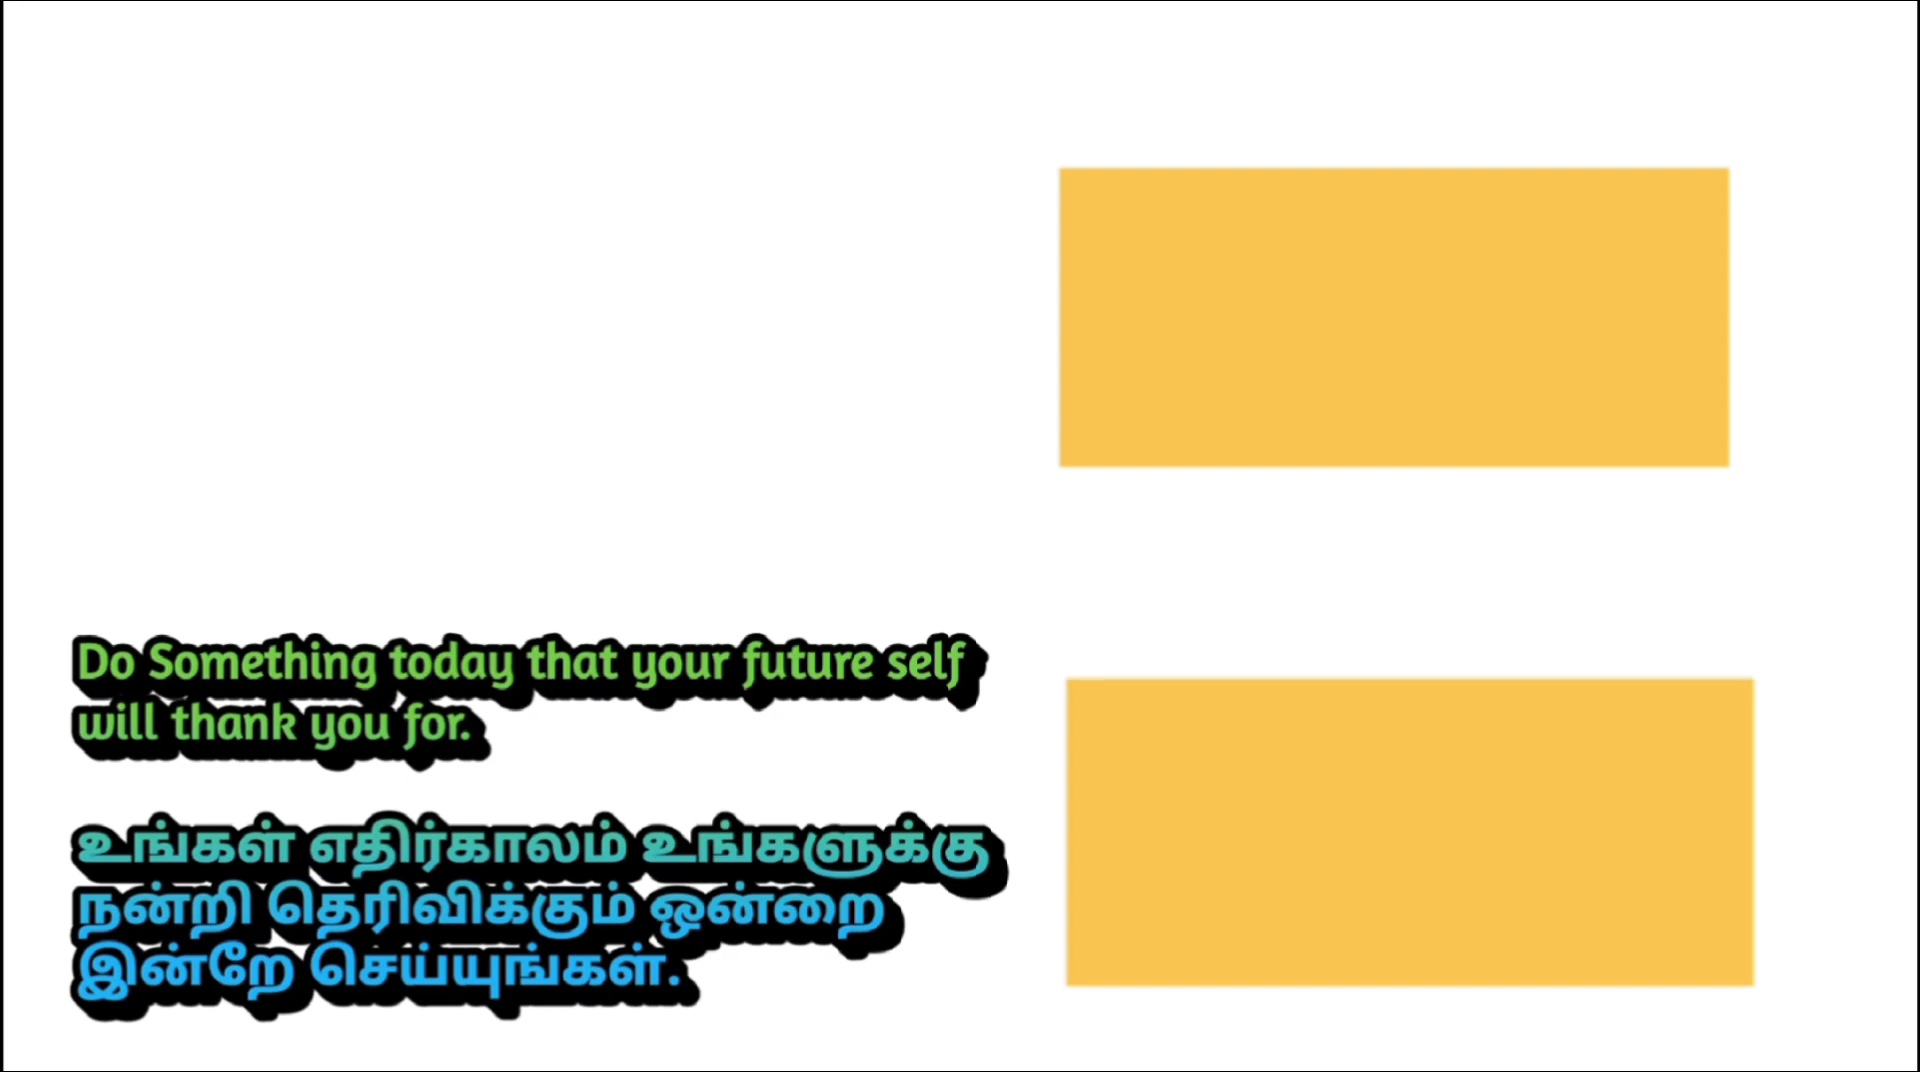 Do Something today that your future self
will thank you for.
உங்கள் எதிர்காலம் உங்களுக்கு
நன்றி தெரிவிக்கும் ஒன்றை
இன்றே செய்யுங்கள்.